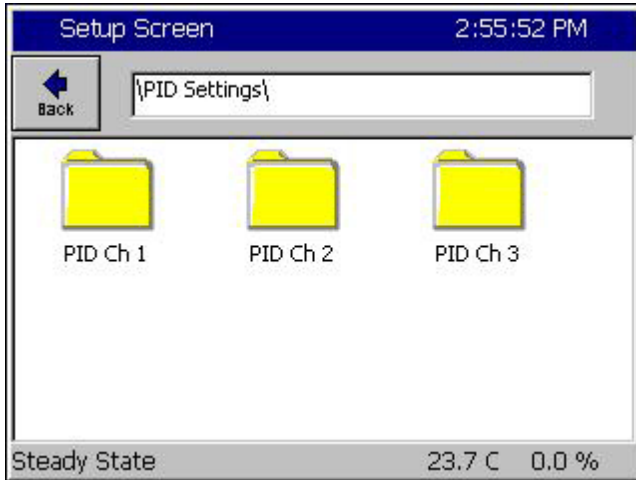 Setup Screen 2:55:52 PM
Back \PID Settings\
PID Ch 1 PID Ch 2 PID Ch 3
Steady State 23.7 C 0.0 %